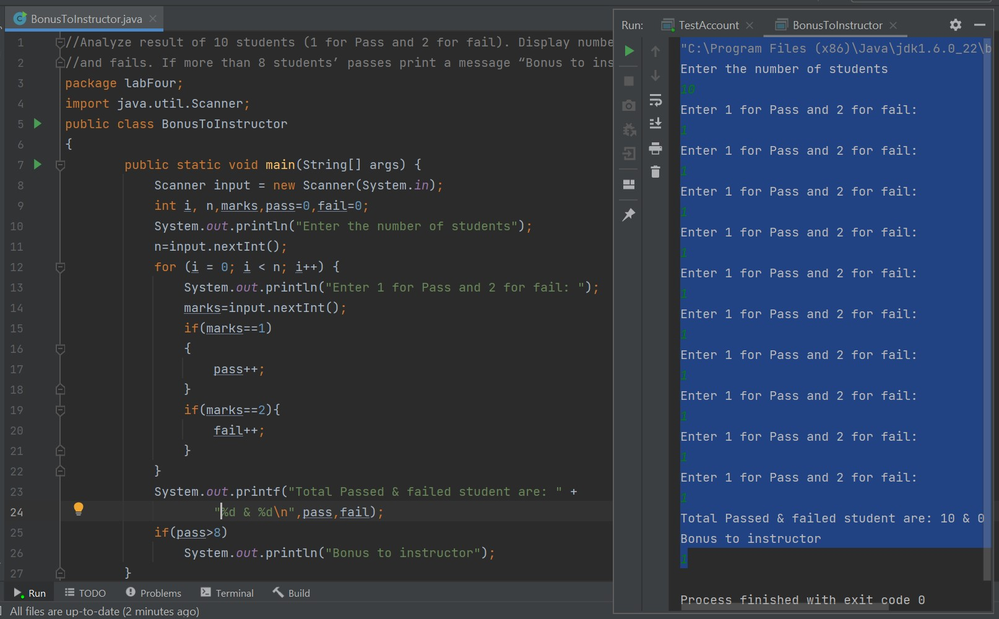 BonusToInstructor.java
1 //Analyze result of 10 students (1 for Pass and 2 for fail). Display numbe
2 //and fails. If more than 8 students’ passes print a message “Bonus to ins
3 package labFour;
4 import java.util.Scanner;
5 public class BonusToInstructor
6 {
7 public static void main(String[] args) {
8 Scanner input = new Scanner(System.in);
9 int i, n,marks,pass=0,fail=0;
10 System.out.println("Enter the number of students");
11 n=input.nextInt();
12 for (i = 0; i < n; i++) {
13 System.out.println("Enter 1 for Pass and 2 for fail: ");
14 marks=input.nextInt();
15 if(marks==1)
16 {
17 pass++;
18 }
19 if(marks==2){
20 fail++;
21 }
22 }
23 System.out.printf("Total Passed & failed student are: " +
24 "%d & %d\n",pass,fail);
25 if(pass>8)
26 System.out.println("Bonus to instructor");
27 }
Run: TestAccount BonusToInstructor
"C:\Program Files (x86)\Java\jdk1.6.0_22\b
Enter the number of students
10
Enter 1 for Pass and 2 for fail:
1
Enter 1 for Pass and 2 for fail:
1
Enter 1 for Pass and 2 for fail:
1
Enter 1 for Pass and 2 for fail:
1
Enter 1 for Pass and 2 for fail:
1
Enter 1 for Pass and 2 for fail:
1
Enter 1 for Pass and 2 for fail:
1
Enter 1 for Pass and 2 for fail:
1
Enter 1 for Pass and 2 for fail:
1
Enter 1 for Pass and 2 for fail:
1
Total Passed & failed student are: 10 & 0
Bonus to instructor
1
Process finished with exit code 0
Run TODO Problems Terminal Build
All files are up-to-date (2 minutes ago)